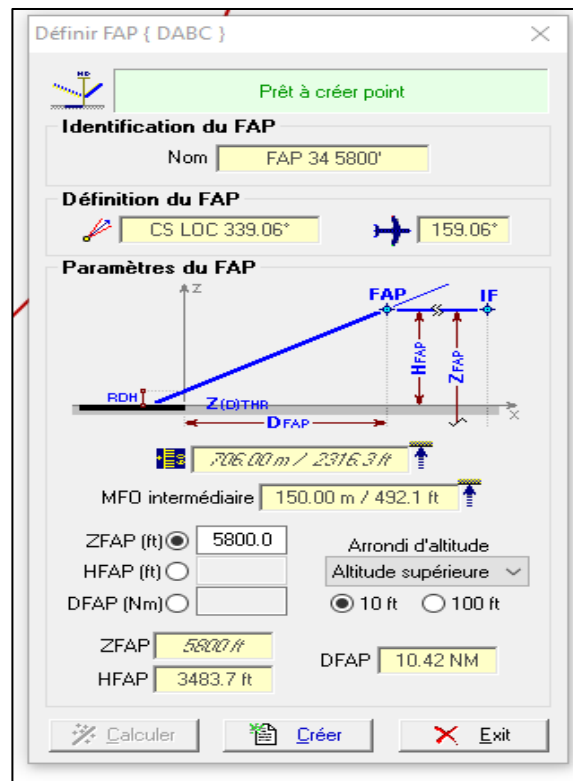 Définir FAP { DABC }
HD
Prêt à créer point
Identification du FAP
Nom FAP 34 5800'
Définition du FAP
CS LOC 339.06° 159.06°
Paramètres du FAP
Z
FAP IF
HFAP
ZFAP
RDH
Z(D)THR
X
DFAP
706.00 m / 2316.3 ft
MFO intermédiaire 150.00 m / 492.1 ft
ZFAP (ft) 5800.0 Arrondi d'altitude
HFAP (ft) Altitude supérieure
DFAP (Nm) 10 ft 100 ft
ZFAP 5800 ft
DFAP 10.42 NM
HFAP 3483.7 ft
Calculer Créer Exit